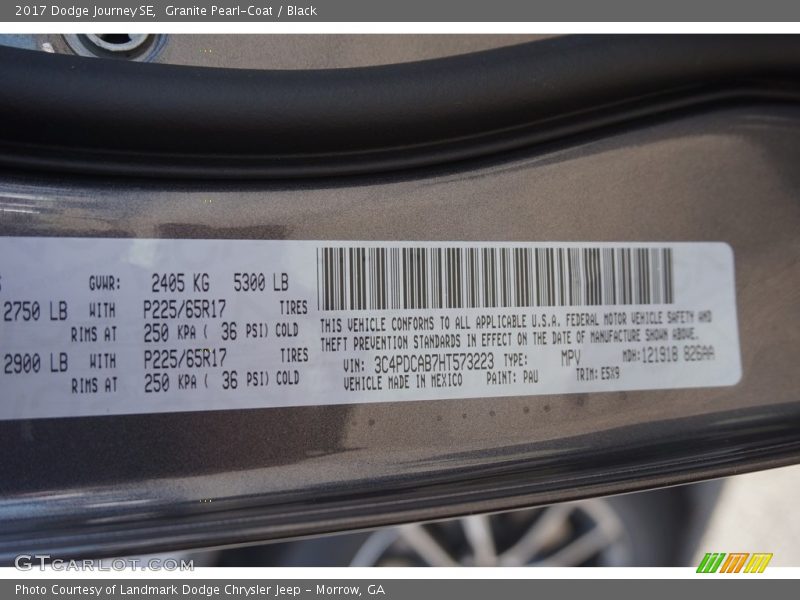 2017 Dodge Journey SE, Granite Pearl-Coat / Black
GVWR: 2405 KG 5300 LB
2750 LB WITH P225/65R17 TIRES
RIMS AT 250 KPA ( 36 PSI) COLD
2900 LB WITH P225/65R17 TIRES
RIMS AT 250 KPA ( 36 PSI) COLD
THIS VEHICLE CONFORMS TO ALL APPLICABLE U.S.A. FEDERAL MOTOR VEHICLE SAFETY AND
THEFT PREVENTION STANDARDS IN EFFECT ON THE DATE OF MANUFACTURE SHOWN ABOVE.
VIN: 3C4PDCAB7HT573223 TYPE: MPV MDH: 121918 826AA
VEHICLE MADE IN MEXICO PAINT: PAU TRIM: E5X9
GTCARLOT.COM
Photo Courtesy of Landmark Dodge Chrysler Jeep - Morrow, GA